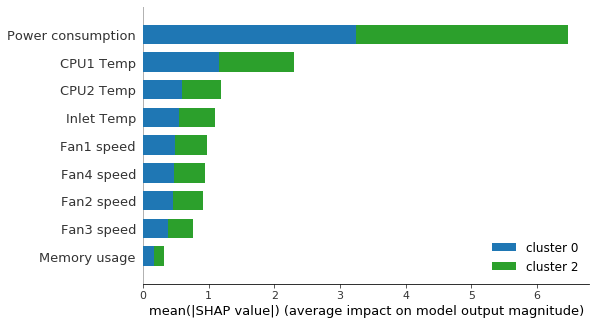 Power consumption
CPU1 Temp
CPU2 Temp
Inlet Temp
Fan1 speed
Fan4 speed
Fan2 speed
Fan3 speed
Memory usage
cluster 0
cluster 2
0 1 2 3 4 5 6
mean(|SHAP value|) (average impact on model output magnitude)